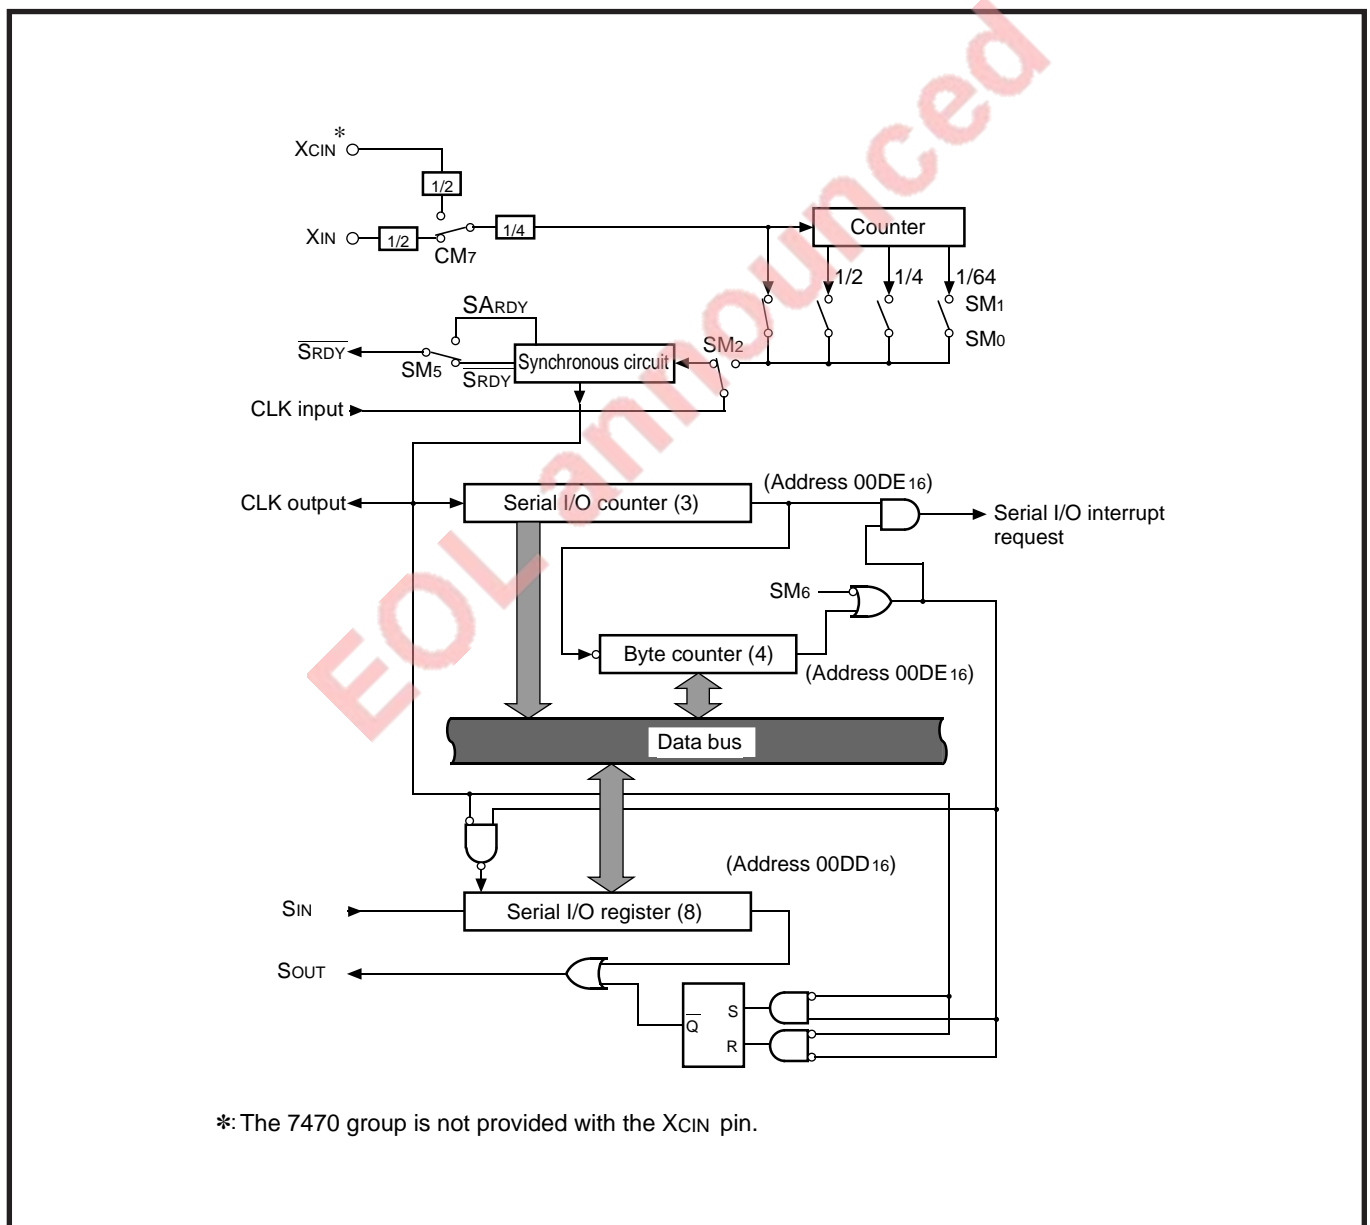 XCIN *
1/2
XIN
1/2
CM7
1/4
Counter
1/2
1/4
1/64
SM1
SM0
SARDY
SRDY
SM5
SRDY
Synchronous circuit
SM2
CLK input
CLK output
Serial I/O counter (3)
(Address 00DE16)
Serial I/O interrupt
request
SM6
Byte counter (4)
(Address 00DE16)
Data bus
(Address 00DD16)
SIN
Serial I/O register (8)
SOUT
Q
S
R
*: The 7470 group is not provided with the XCIN pin.
EOL announced